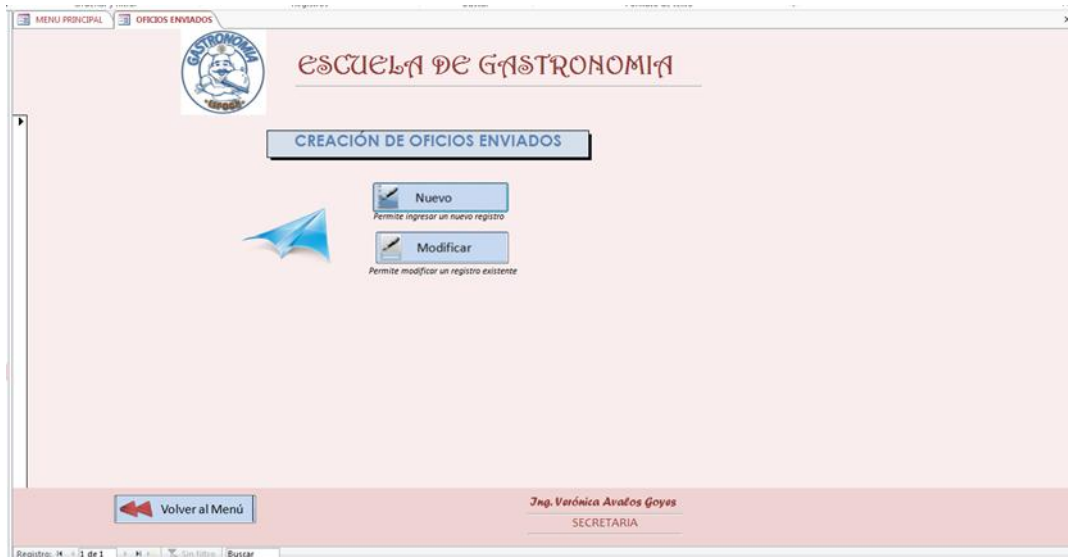 MENU PRINCIPAL
OFICIOS ENVIADOS
GASTRONOMIA
ESCUELA DE GASTRONOMIA
CREACIÓN DE OFICIOS ENVIADOS
Nuevo
Permite ingresar un nuevo registro
Modificar
Permite modificar un registro existente
Volver al Menú
Ing. Verónica Avalos Goyes
SECRETARIA
Registro: 1 de 1
Sin filtro
Buscar